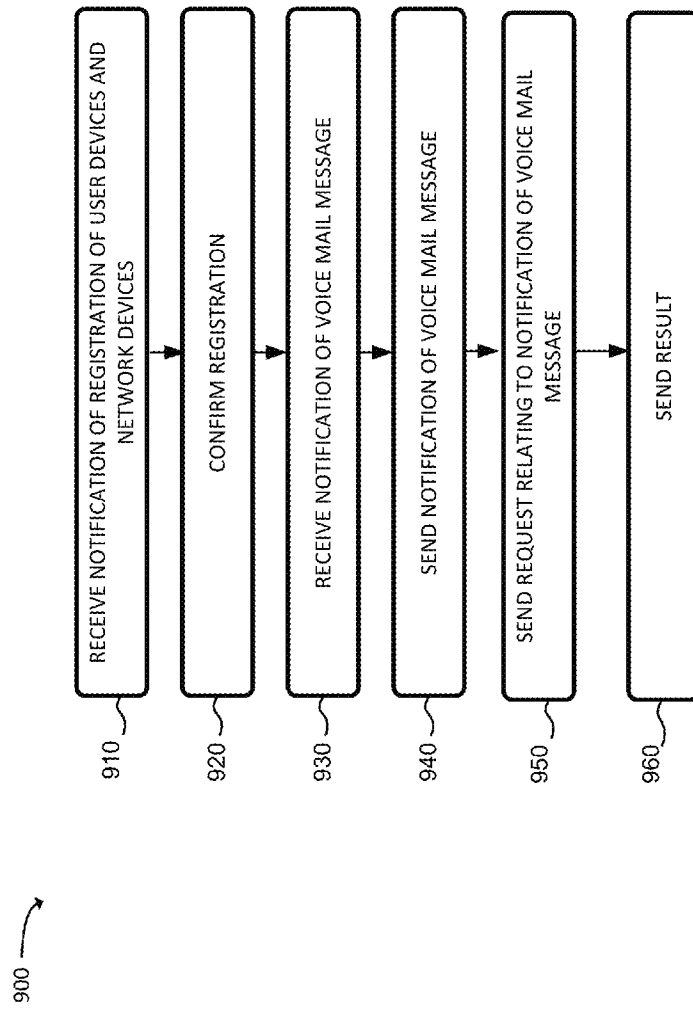 900
910
RECEIVE NOTIFICATION OF REGISTRATION OF USER DEVICES AND
NETWORK DEVICES
920
CONFIRM REGISTRATION
930
RECEIVE NOTIFICATION OF VOICE MAIL MESSAGE
940
SEND NOTIFICATION OF VOICE MAIL MESSAGE
950
SEND REQUEST RELATING TO NOTIFICATION OF VOICE MAIL
MESSAGE
960
SEND RESULT